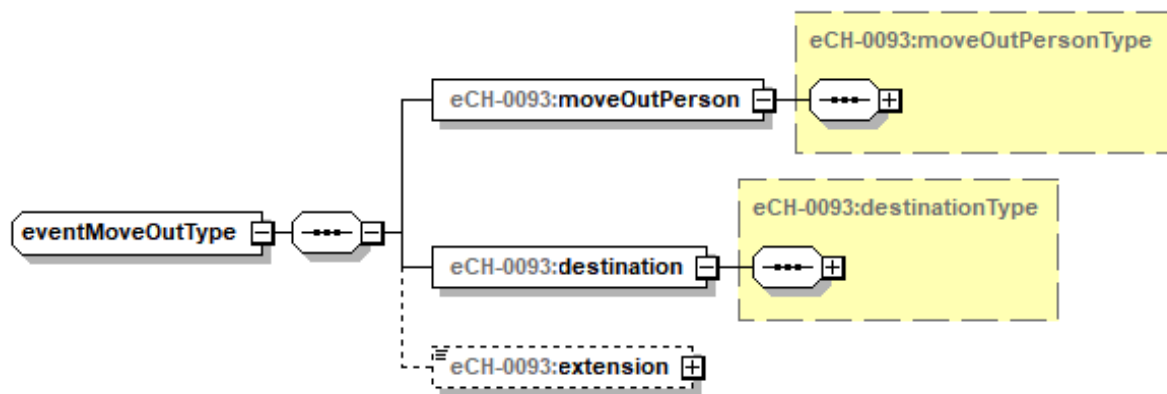 eCH-0093:moveOutPersonType
eCH-0093:moveOutPerson
eCH-0093:destinationType
eventMoveOutType
eCH-0093:destination
eCH-0093:extension